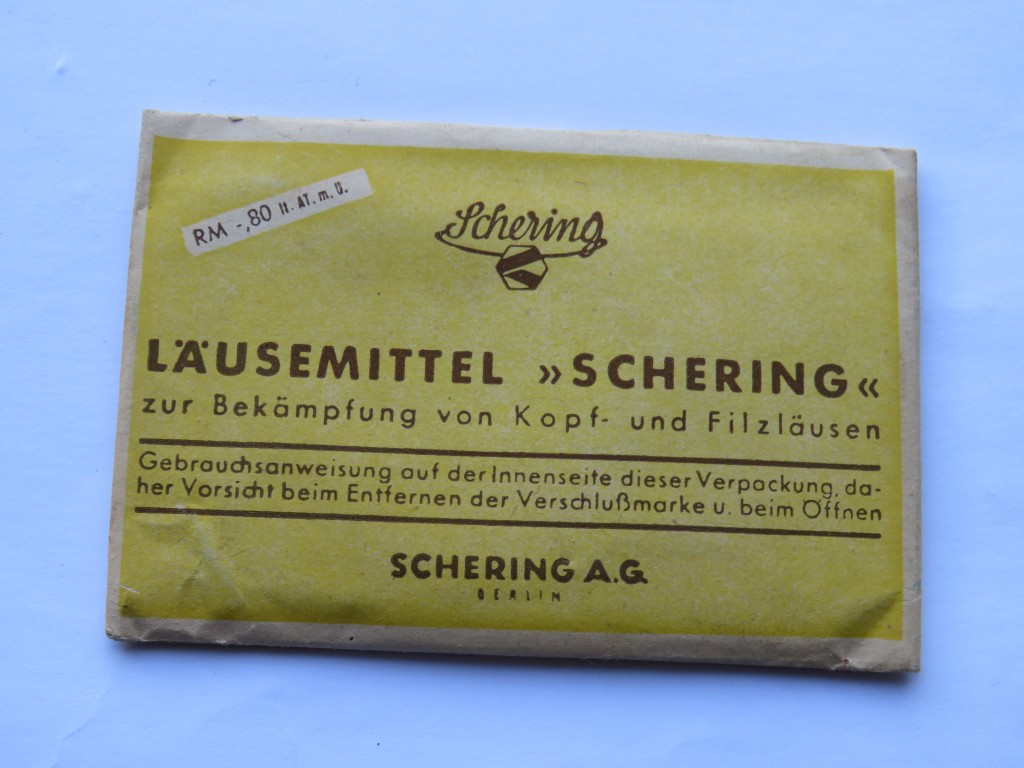 RM -,80 lt. AT. m. Ü.
Schering
LÄUSEMITTEL »SCHERING«
zur Bekämpfung von Kopf- und Filzläusen
Gebrauchsanweisung auf der Innenseite dieser Verpackung, da-
her Vorsicht beim Entfernen der Verschlußmarke u. beim Öffnen
SCHERING A.G.
BERLIN